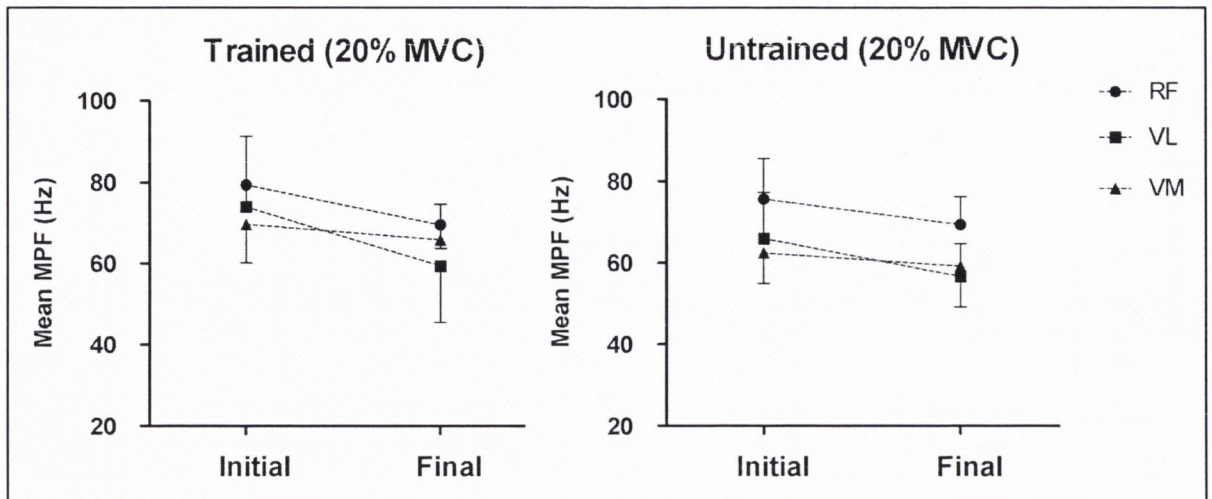 Trained (20% MVC)
Mean MPF (Hz)
100
80
60
40
20
Initial Final
Untrained (20% MVC)
Mean MPF (Hz)
100
80
60
40
20
Initial Final
RF
VL
VM